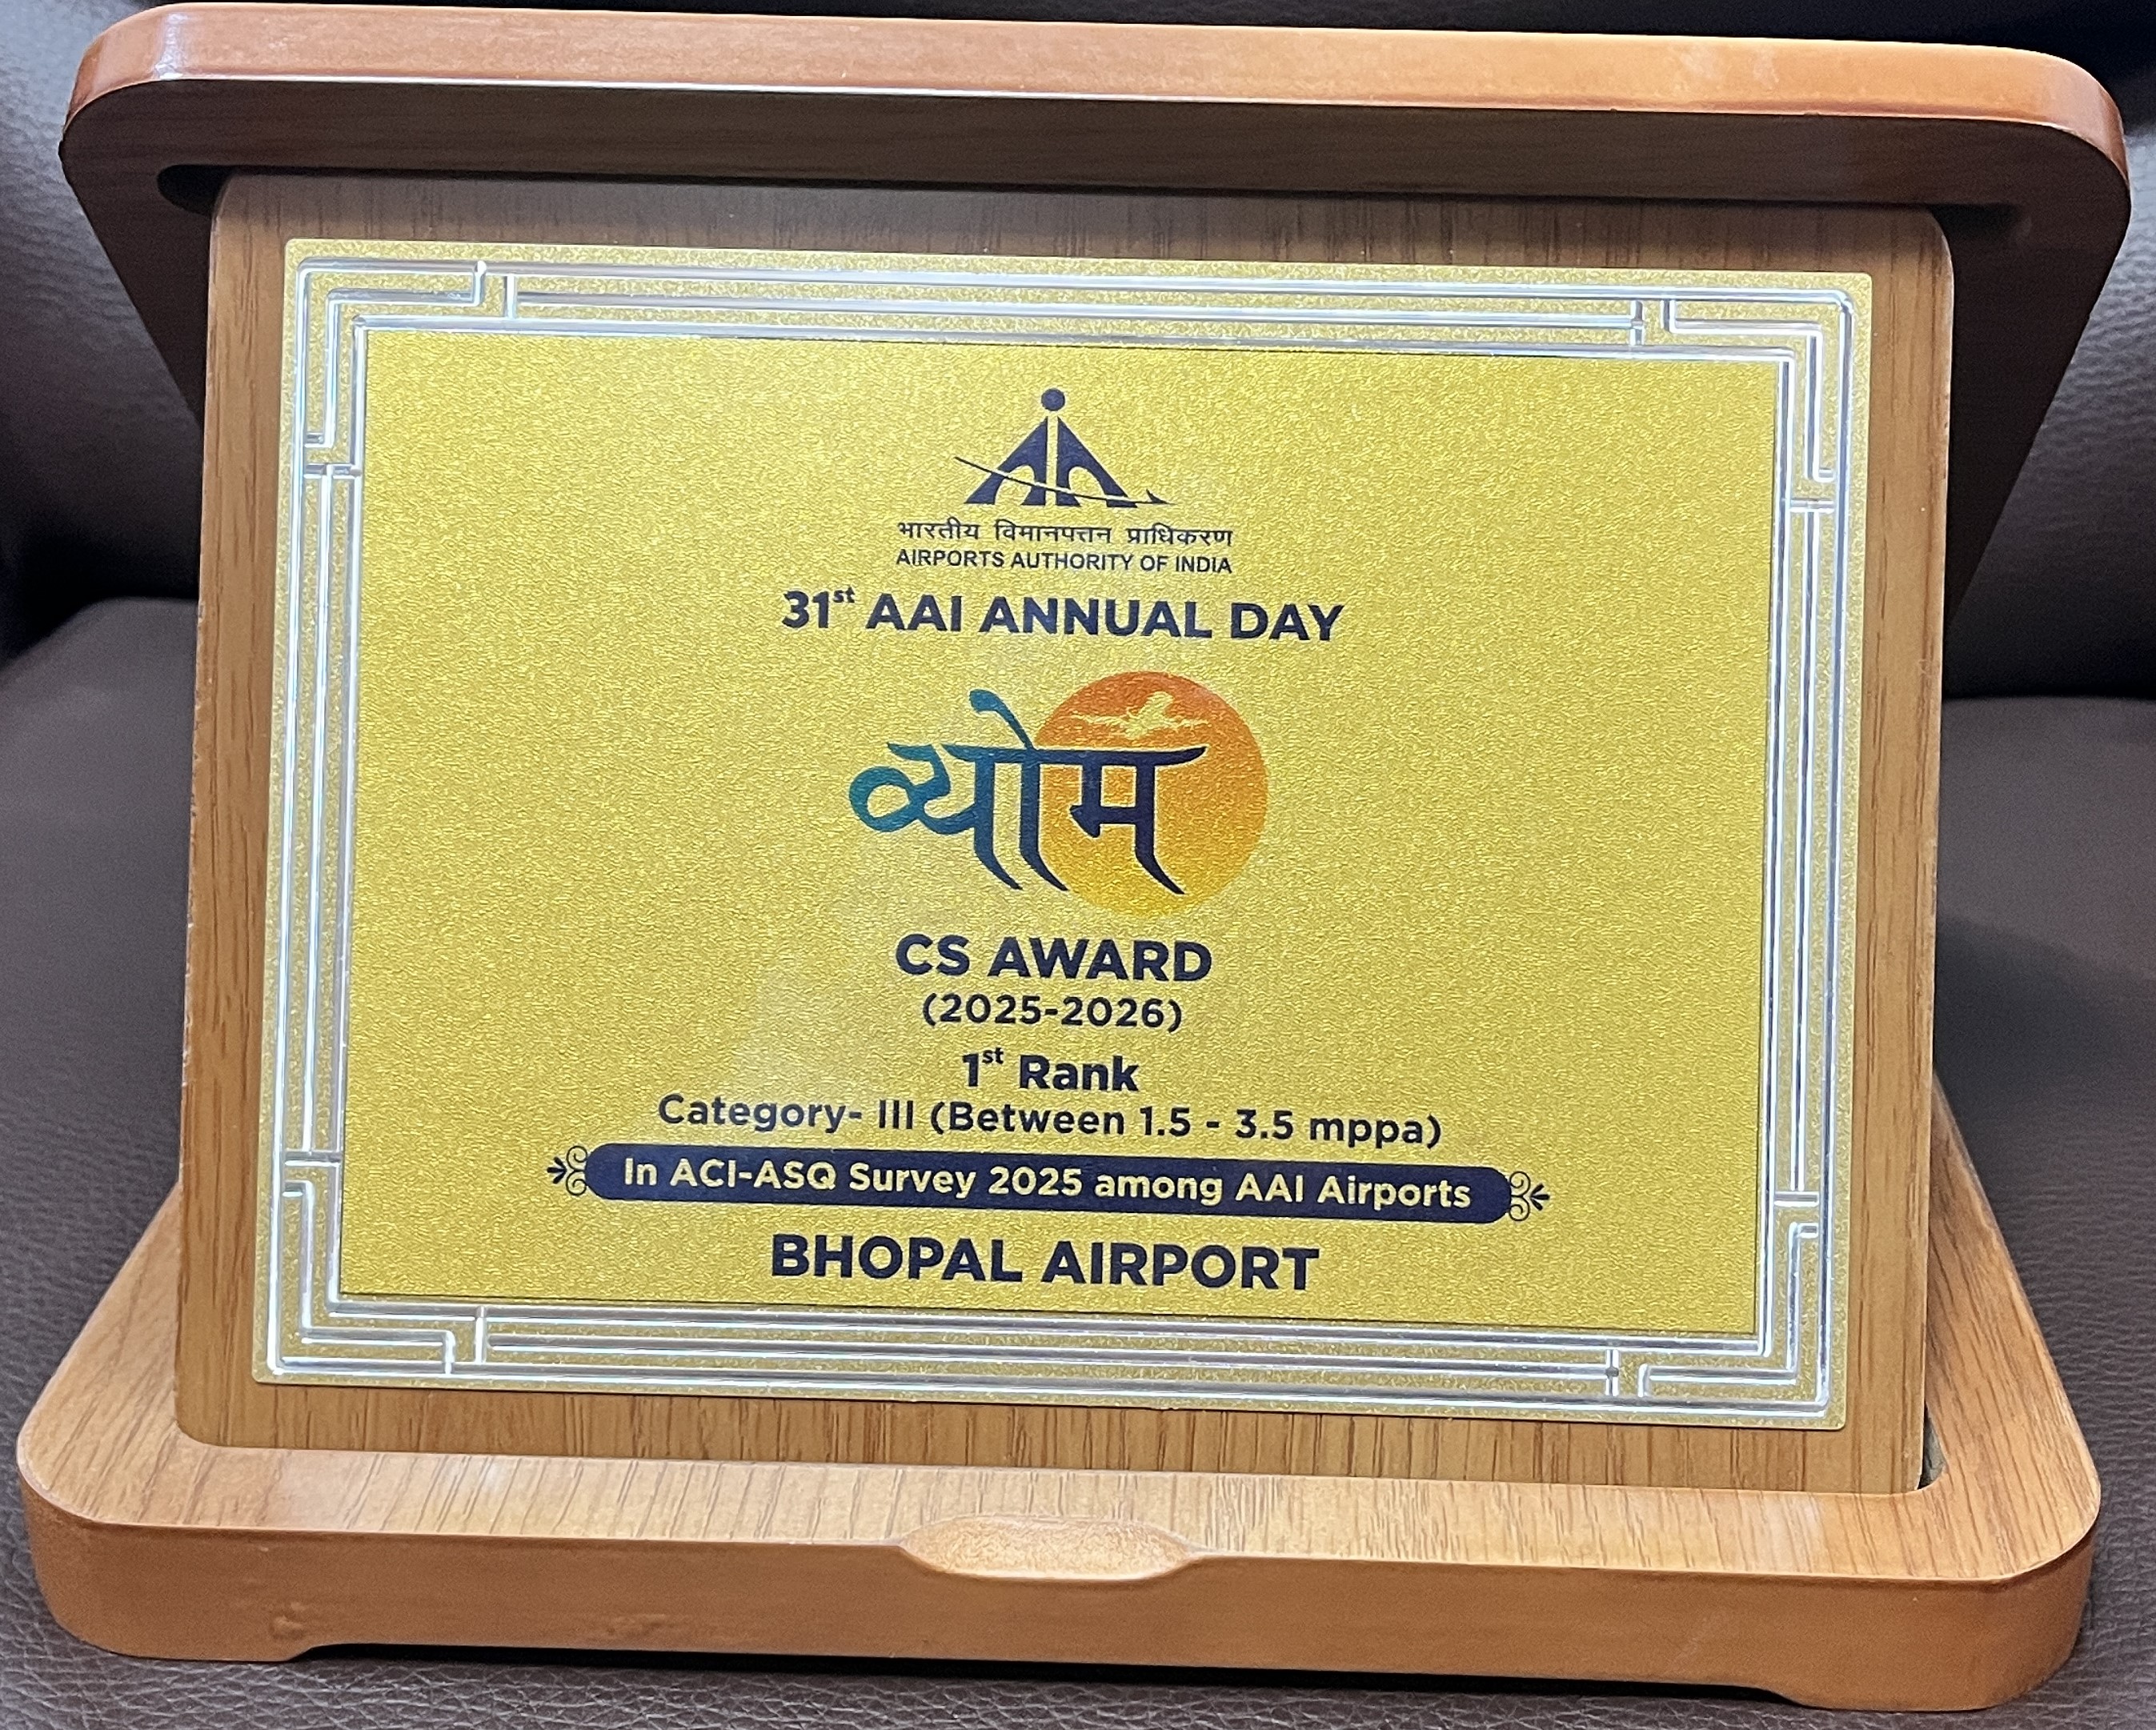 भारतीय विमानपत्तन प्राधिकरण
AIRPORTS AUTHORITY OF INDIA
31st AAI ANNUAL DAY
व्योम
CS AWARD
(2025-2026)
1st Rank
Category- III (Between 1.5 - 3.5 mppa)
In ACI-ASQ Survey 2025 among AAI Airports
BHOPAL AIRPORT